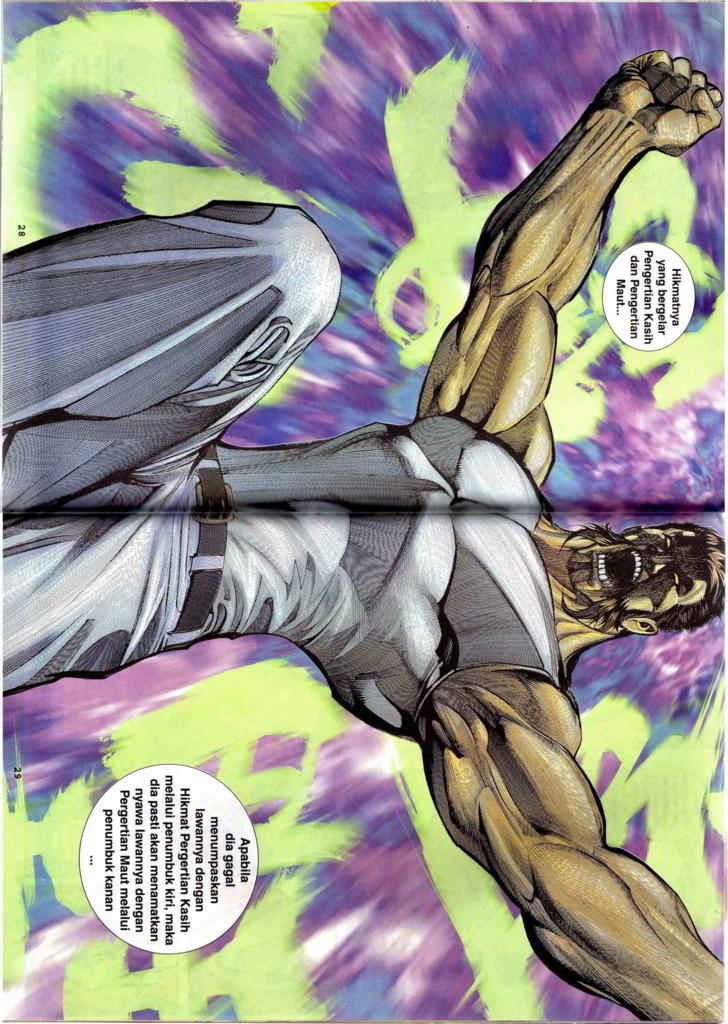 Hikmatnya
yang bergelar
Pengertian Kasih
dan Pengertian
Maut...
Apabila
dia gagal
menumpaskan
lawannya dengan
Hikmat Pengertian Kasih
melalui penumbuk kiri, maka
dia pasti akan menamatkan
nyawa lawannya dengan
Pengertian Maut melalui
penumbuk kanan
...
28
29